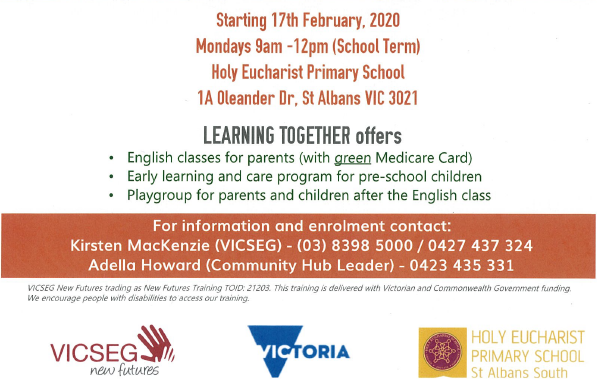 Starting 17th February, 2020
Mondays 9am -12pm (School Term)
Holy Eucharist Primary School
1A Oleander Dr, St Albans VIC 3021
LEARNING TOGETHER offers
• English classes for parents (with green Medicare Card)
• Early learning and care program for pre-school children
• Playgroup for parents and children after the English class
For information and enrolment contact:
Kirsten MacKenzie (VICSEG) - (03) 8398 5000 / 0427 437 324
Adella Howard (Community Hub Leader) - 0423 435 331
VICSEG New Futures trading as New Futures Training TOID: 21203. This training is delivered with Victorian and Commonwealth Government funding.
We encourage people with disabilities to access our training.
VICSEG
new futures
VICTORIA
HOLY EUCHARIST
PRIMARY SCHOOL
St Albans South